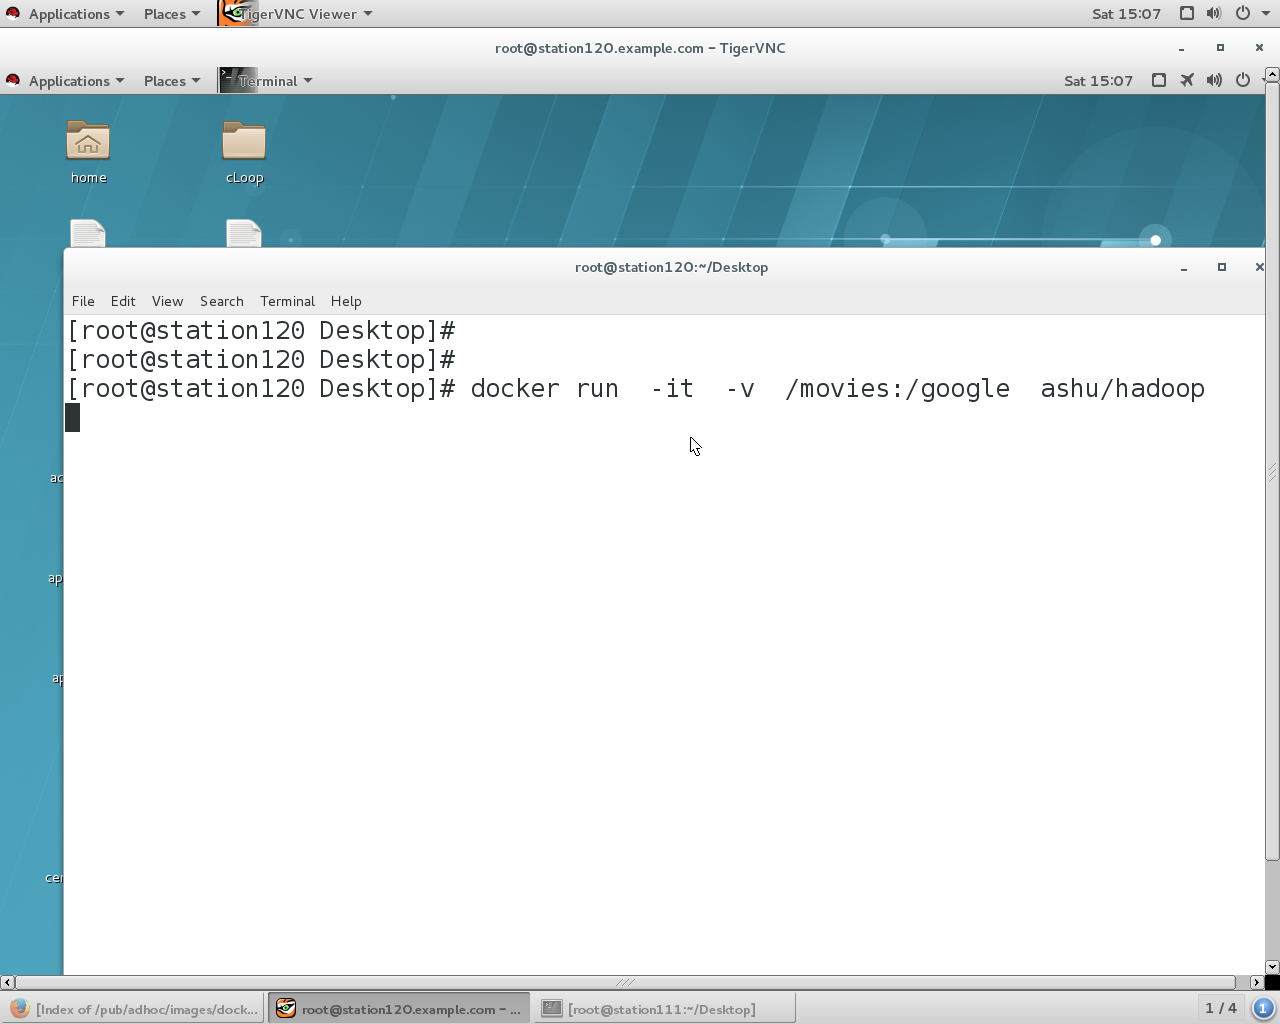 Applications Places TigerVNC Viewer Sat 15:07
root@station120.example.com – TigerVNC
Applications Places Terminal Sat 15:07
home cLoop
root@station120:~/Desktop
File Edit View Search Terminal Help
[root@station120 Desktop]#
[root@station120 Desktop]#
[root@station120 Desktop]# docker run  -it  -v  /movies:/google  ashu/hadoop
ac
ap
ap
cer
[Index of /pub/adhoc/images/dock... root@station120.example.com – ... [root@station111:~/Desktop] 1 / 4 1